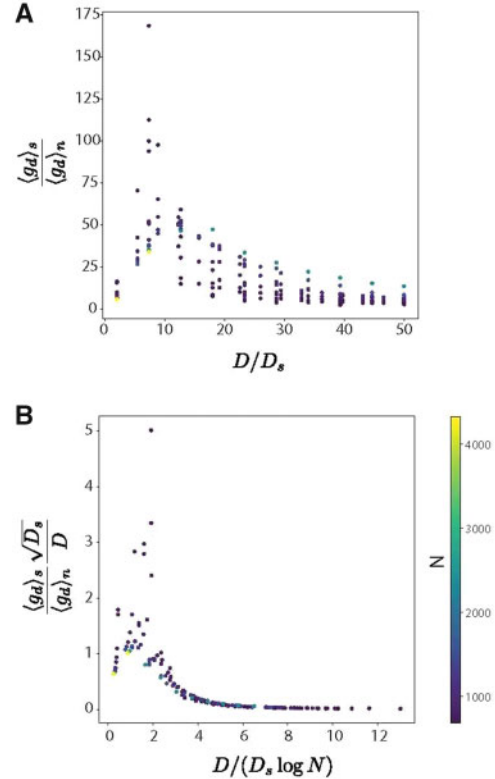 A
175
150
125
100
75
50
25
0
⟨g_d⟩_s / ⟨g_d⟩_n
0 10 20 30 40 50
D/D_s
B
5
4
3
2
1
0
⟨g_d⟩_s √D_s / ⟨g_d⟩_n D
0 2 4 6 8 10 12
D/(D_s log N)
4000
3000
2000
1000
N